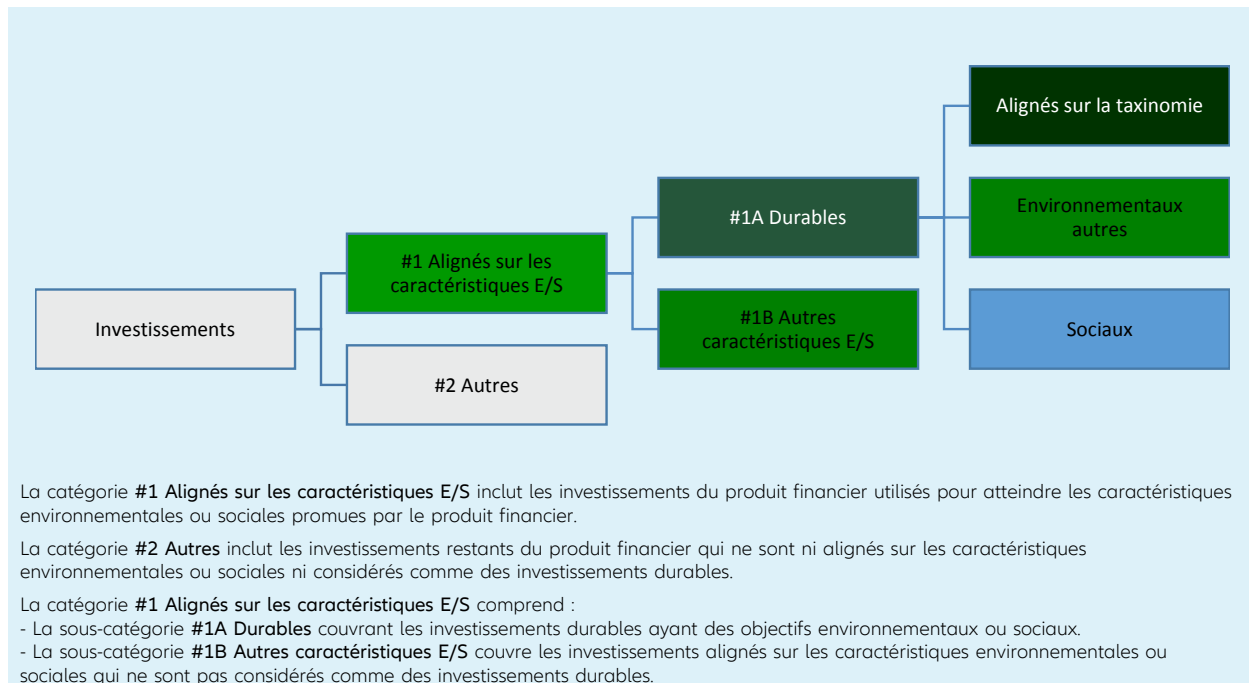 Alignés sur la taxinomie
#1A Durables
Environnementaux
autres
#1 Alignés sur les
caractéristiques E/S
Investissements
#1B Autres
caractéristiques E/S
Sociaux
#2 Autres
La catégorie #1 Alignés sur les caractéristiques E/S inclut les investissements du produit financier utilisés pour atteindre les caractéristiques
environnementales ou sociales promues par le produit financier.
La catégorie #2 Autres inclut les investissements restants du produit financier qui ne sont ni alignés sur les caractéristiques
environnementales ou sociales ni considérés comme des investissements durables.
La catégorie #1 Alignés sur les caractéristiques E/S comprend :
- La sous-catégorie #1A Durables couvrant les investissements durables ayant des objectifs environnementaux ou sociaux.
- La sous-catégorie #1B Autres caractéristiques E/S couvre les investissements alignés sur les caractéristiques environnementales ou
sociales qui ne sont pas considérés comme des investissements durables.